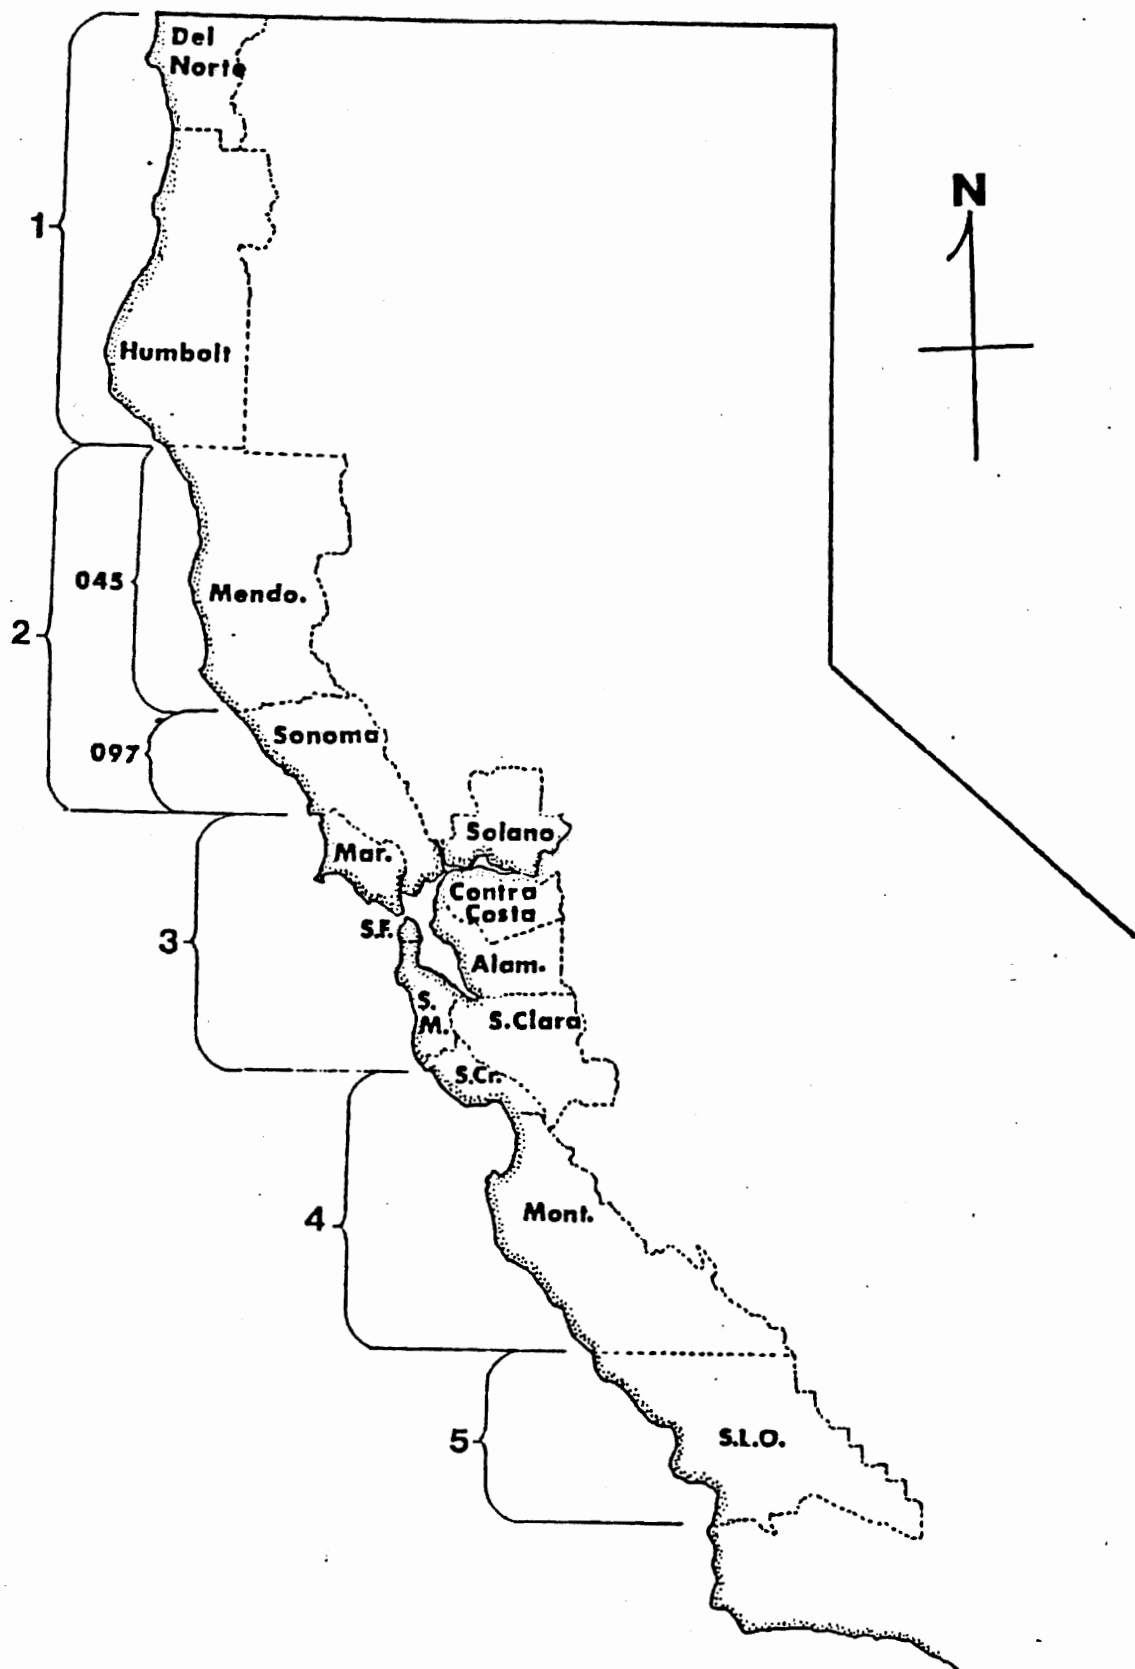 Del
Norte
N
1
Humbolt
045
Mendo.
2
Sonoma
097
Solano
Mar.
Contra
Costa
S.F.
3
Alam.
S.
M.
S.Clara
S.Cr.
4
Mont.
5
S.L.O.